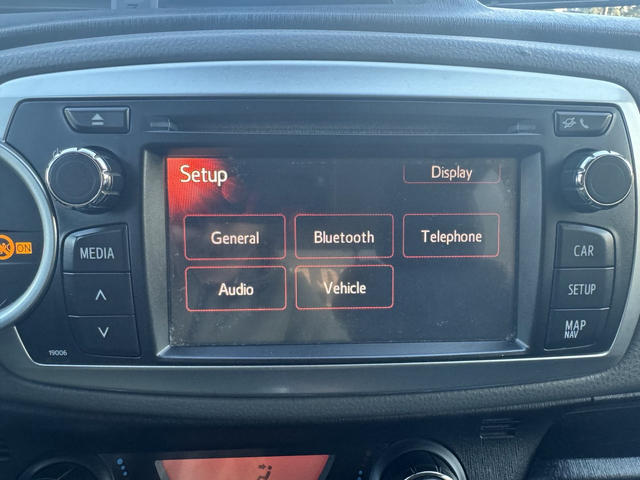 Setup
Display
General
Bluetooth
Telephone
Audio
Vehicle
MEDIA
19006
CAR
SETUP
MAP
NAV
ON